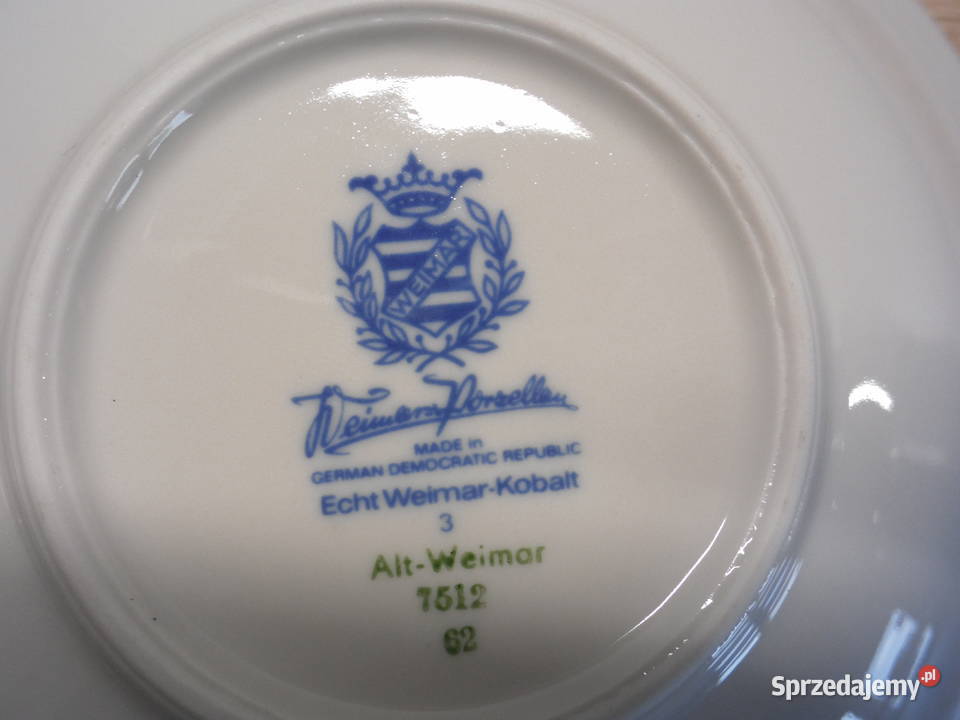 WEIMAR
Weimar Porzellan
MADE in
GERMAN DEMOCRATIC REPUBLIC
Echt Weimar-Kobalt
3
Alt-Weimar
7512
62
Sprzedajemy.pl